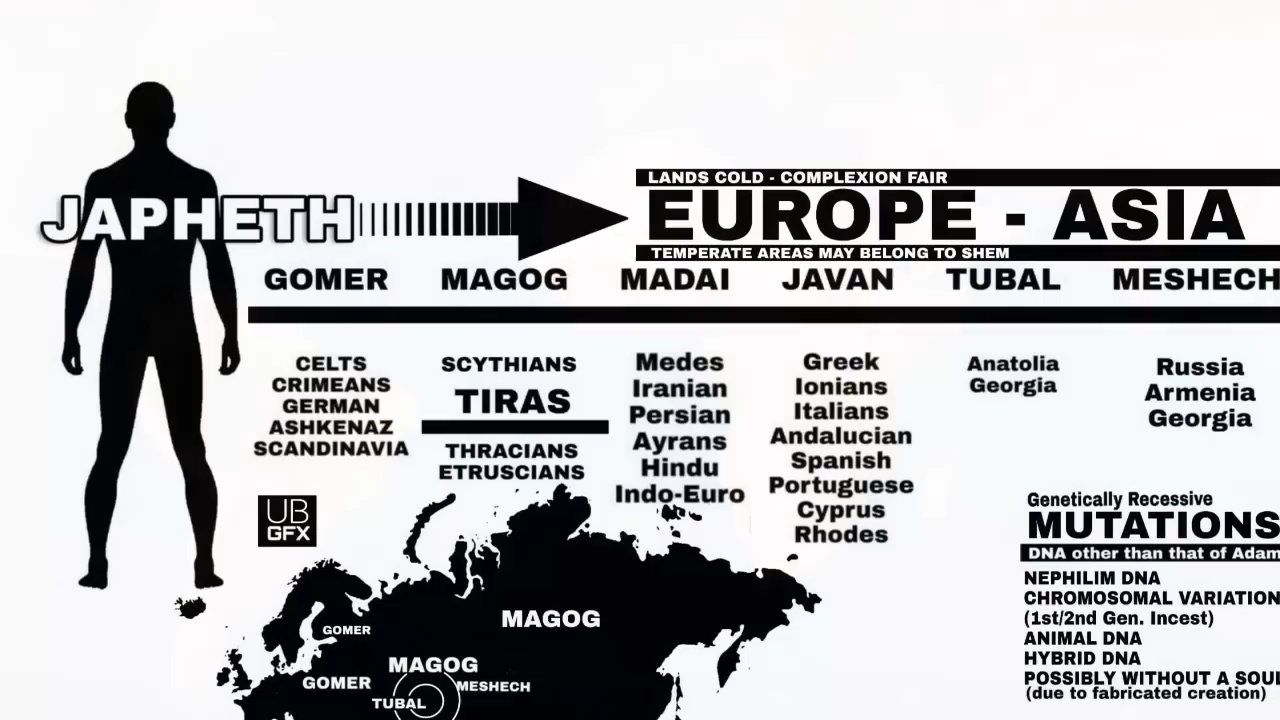 JAPHETH
LANDS COLD - COMPLEXION FAIR
EUROPE - ASIA
TEMPERATE AREAS MAY BELONG TO SHEM
GOMER
CELTS
CRIMEANS
GERMAN
ASHKENAZ
SCANDINAVIA
MAGOG
SCYTHIANS
TIRAS
THRACIANS
ETRUSCIANS
MADAI
Medes
Iranian
Persian
Ayrans
Hindu
Indo-Euro
JAVAN
Greek
Ionians
Italians
Andalucian
Spanish
Portuguese
Cyprus
Rhodes
TUBAL
Anatolia
Georgia
MESHECH
Russia
Armenia
Georgia
UB
GFX
Genetically Recessive
MUTATIONS
DNA other than that of Adam
NEPHILIM DNA
CHROMOSOMAL VARIATION
(1st/2nd Gen. Incest)
ANIMAL DNA
HYBRID DNA
POSSIBLY WITHOUT A SOUL
(due to fabricated creation)
MAGOG
GOMER
MAGOG
GOMER
MESHECH
TUBAL